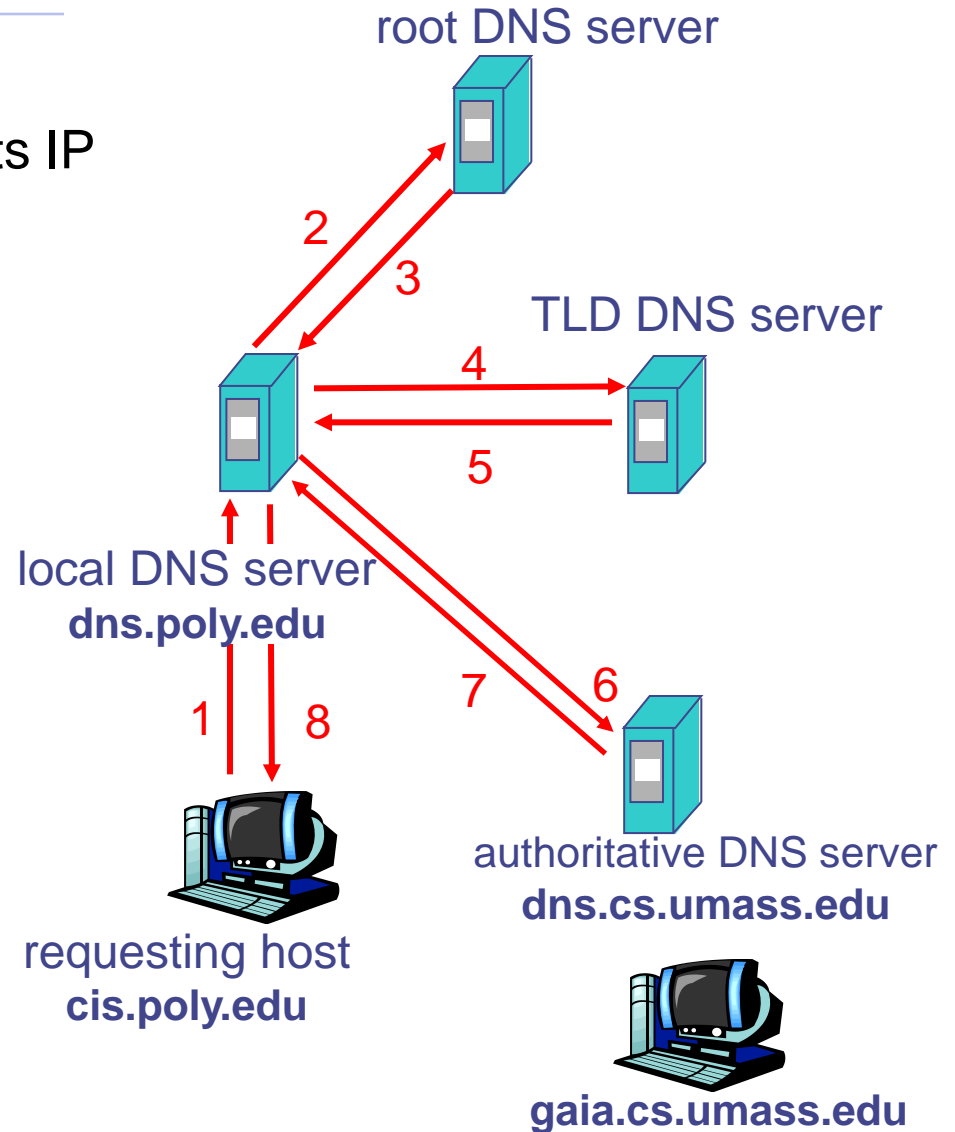 root DNS server
ts IP
2
3
TLD DNS server
4
5
local DNS server
dns.poly.edu
7
6
1
8
authoritative DNS server
dns.cs.umass.edu
requesting host
cis.poly.edu
gaia.cs.umass.edu